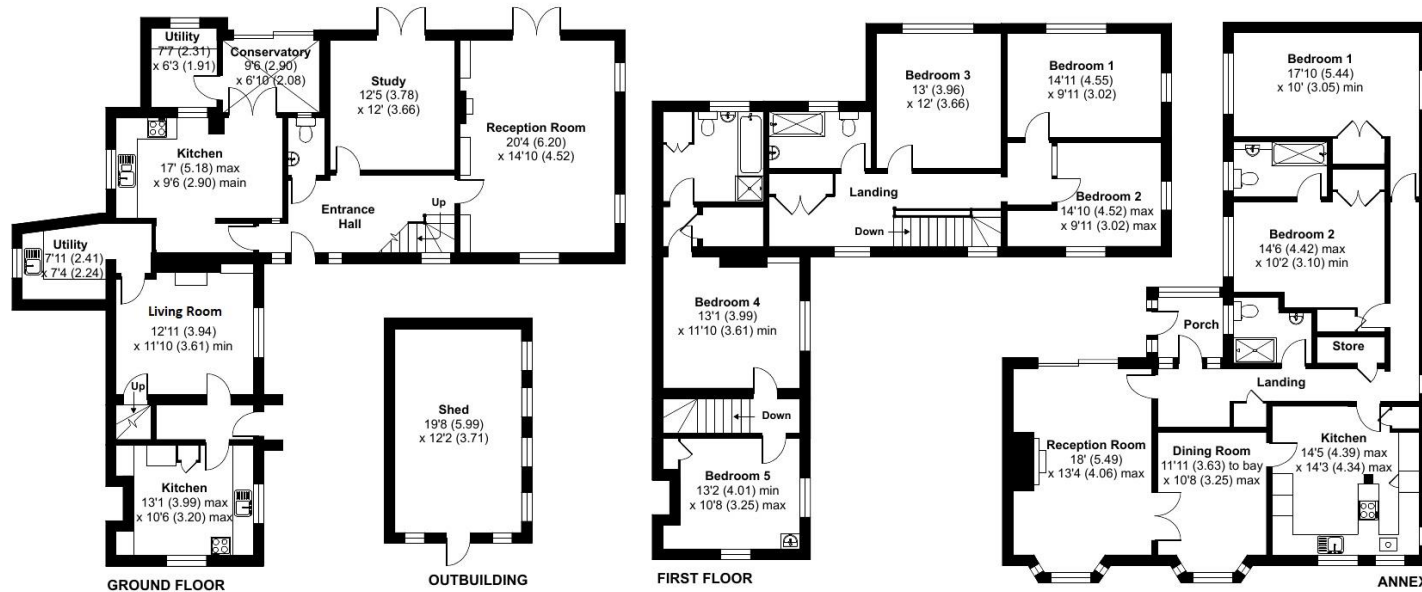 Utility
7'7 (2.31)
x 6'3 (1.91)
Conservatory
9'6 (2.90)
x 6'10 (2.08)
Study
12'5 (3.78)
x 12' (3.66)
Reception Room
20'4 (6.20)
x 14'10 (4.52)
Kitchen
17' (5.18) max
x 9'6 (2.90) main
Entrance
Hall
Up
Utility
7'11 (2.41)
x 7'4 (2.24)
Living Room
12'11 (3.94)
x 11'10 (3.61) min
Up
Kitchen
13'1 (3.99) max
x 10'6 (3.20) max
GROUND FLOOR
Shed
19'8 (5.99)
x 12'2 (3.71)
OUTBUILDING
Bedroom 3
13' (3.96)
x 12' (3.66)
Bedroom 1
14'11 (4.55)
x 9'11 (3.02)
Landing
Down
Bedroom 2
14'10 (4.52) max
x 9'11 (3.02) max
Bedroom 4
13'1 (3.99)
x 11'10 (3.61) min
Down
Bedroom 5
13'2 (4.01) min
x 10'8 (3.25) max
FIRST FLOOR
Bedroom 1
17'10 (5.44)
x 10' (3.05) min
Bedroom 2
14'6 (4.42) max
x 10'2 (3.10) min
Porch
Store
Landing
Reception Room
18' (5.49)
x 13'4 (4.06) max
Dining Room
11'11 (3.63) to bay
x 10'8 (3.25) max
Kitchen
14'5 (4.39) max
x 14'3 (4.34) max
ANNEX